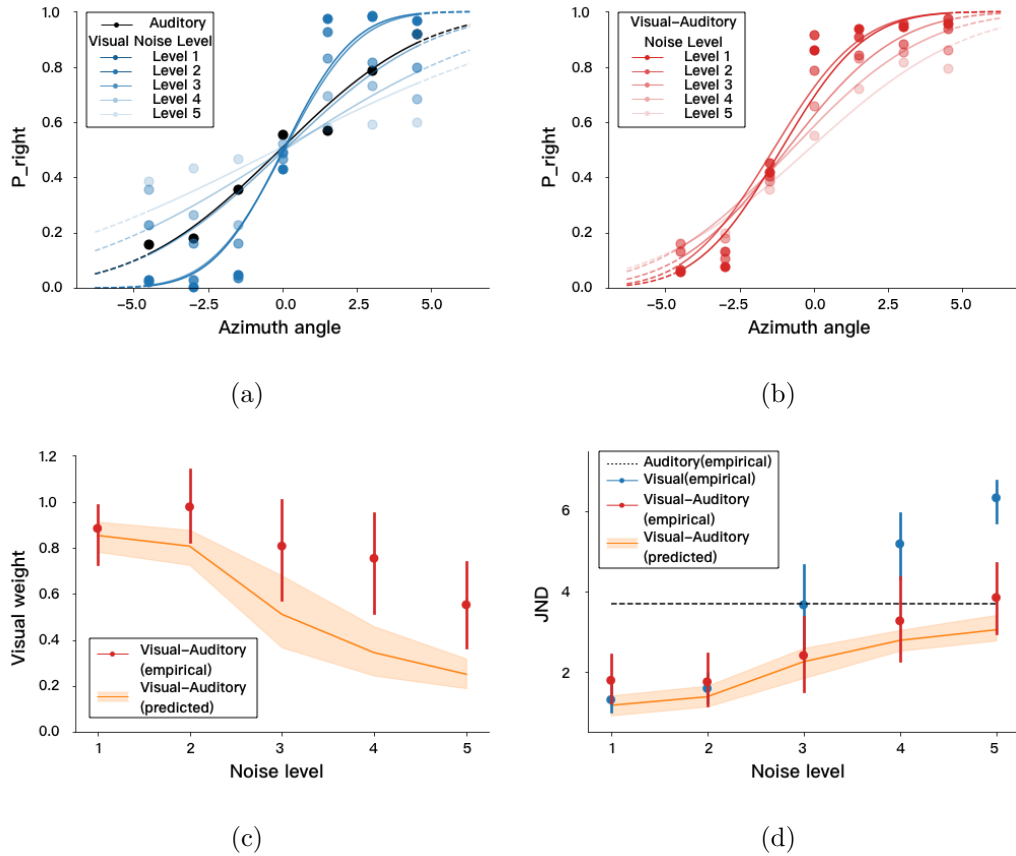 1.0
0.8
0.6
0.4
0.2
0.0
P_right
Auditory
Visual Noise Level
Level 1
Level 2
Level 3
Level 4
Level 5
−5.0 −2.5 0.0 2.5 5.0
Azimuth angle
(a)
1.0
0.8
0.6
0.4
0.2
0.0
P_right
Visual−Auditory
Noise Level
Level 1
Level 2
Level 3
Level 4
Level 5
−5.0 −2.5 0.0 2.5 5.0
Azimuth angle
(b)
1.2
1.0
0.8
0.6
0.4
0.2
0.0
Visual weight
Visual−Auditory
(empirical)
Visual−Auditory
(predicted)
1 2 3 4 5
Noise level
(c)
6
4
2
JND
Auditory(empirical)
Visual(empirical)
Visual−Auditory
(empirical)
Visual−Auditory
(predicted)
1 2 3 4 5
Noise level
(d)